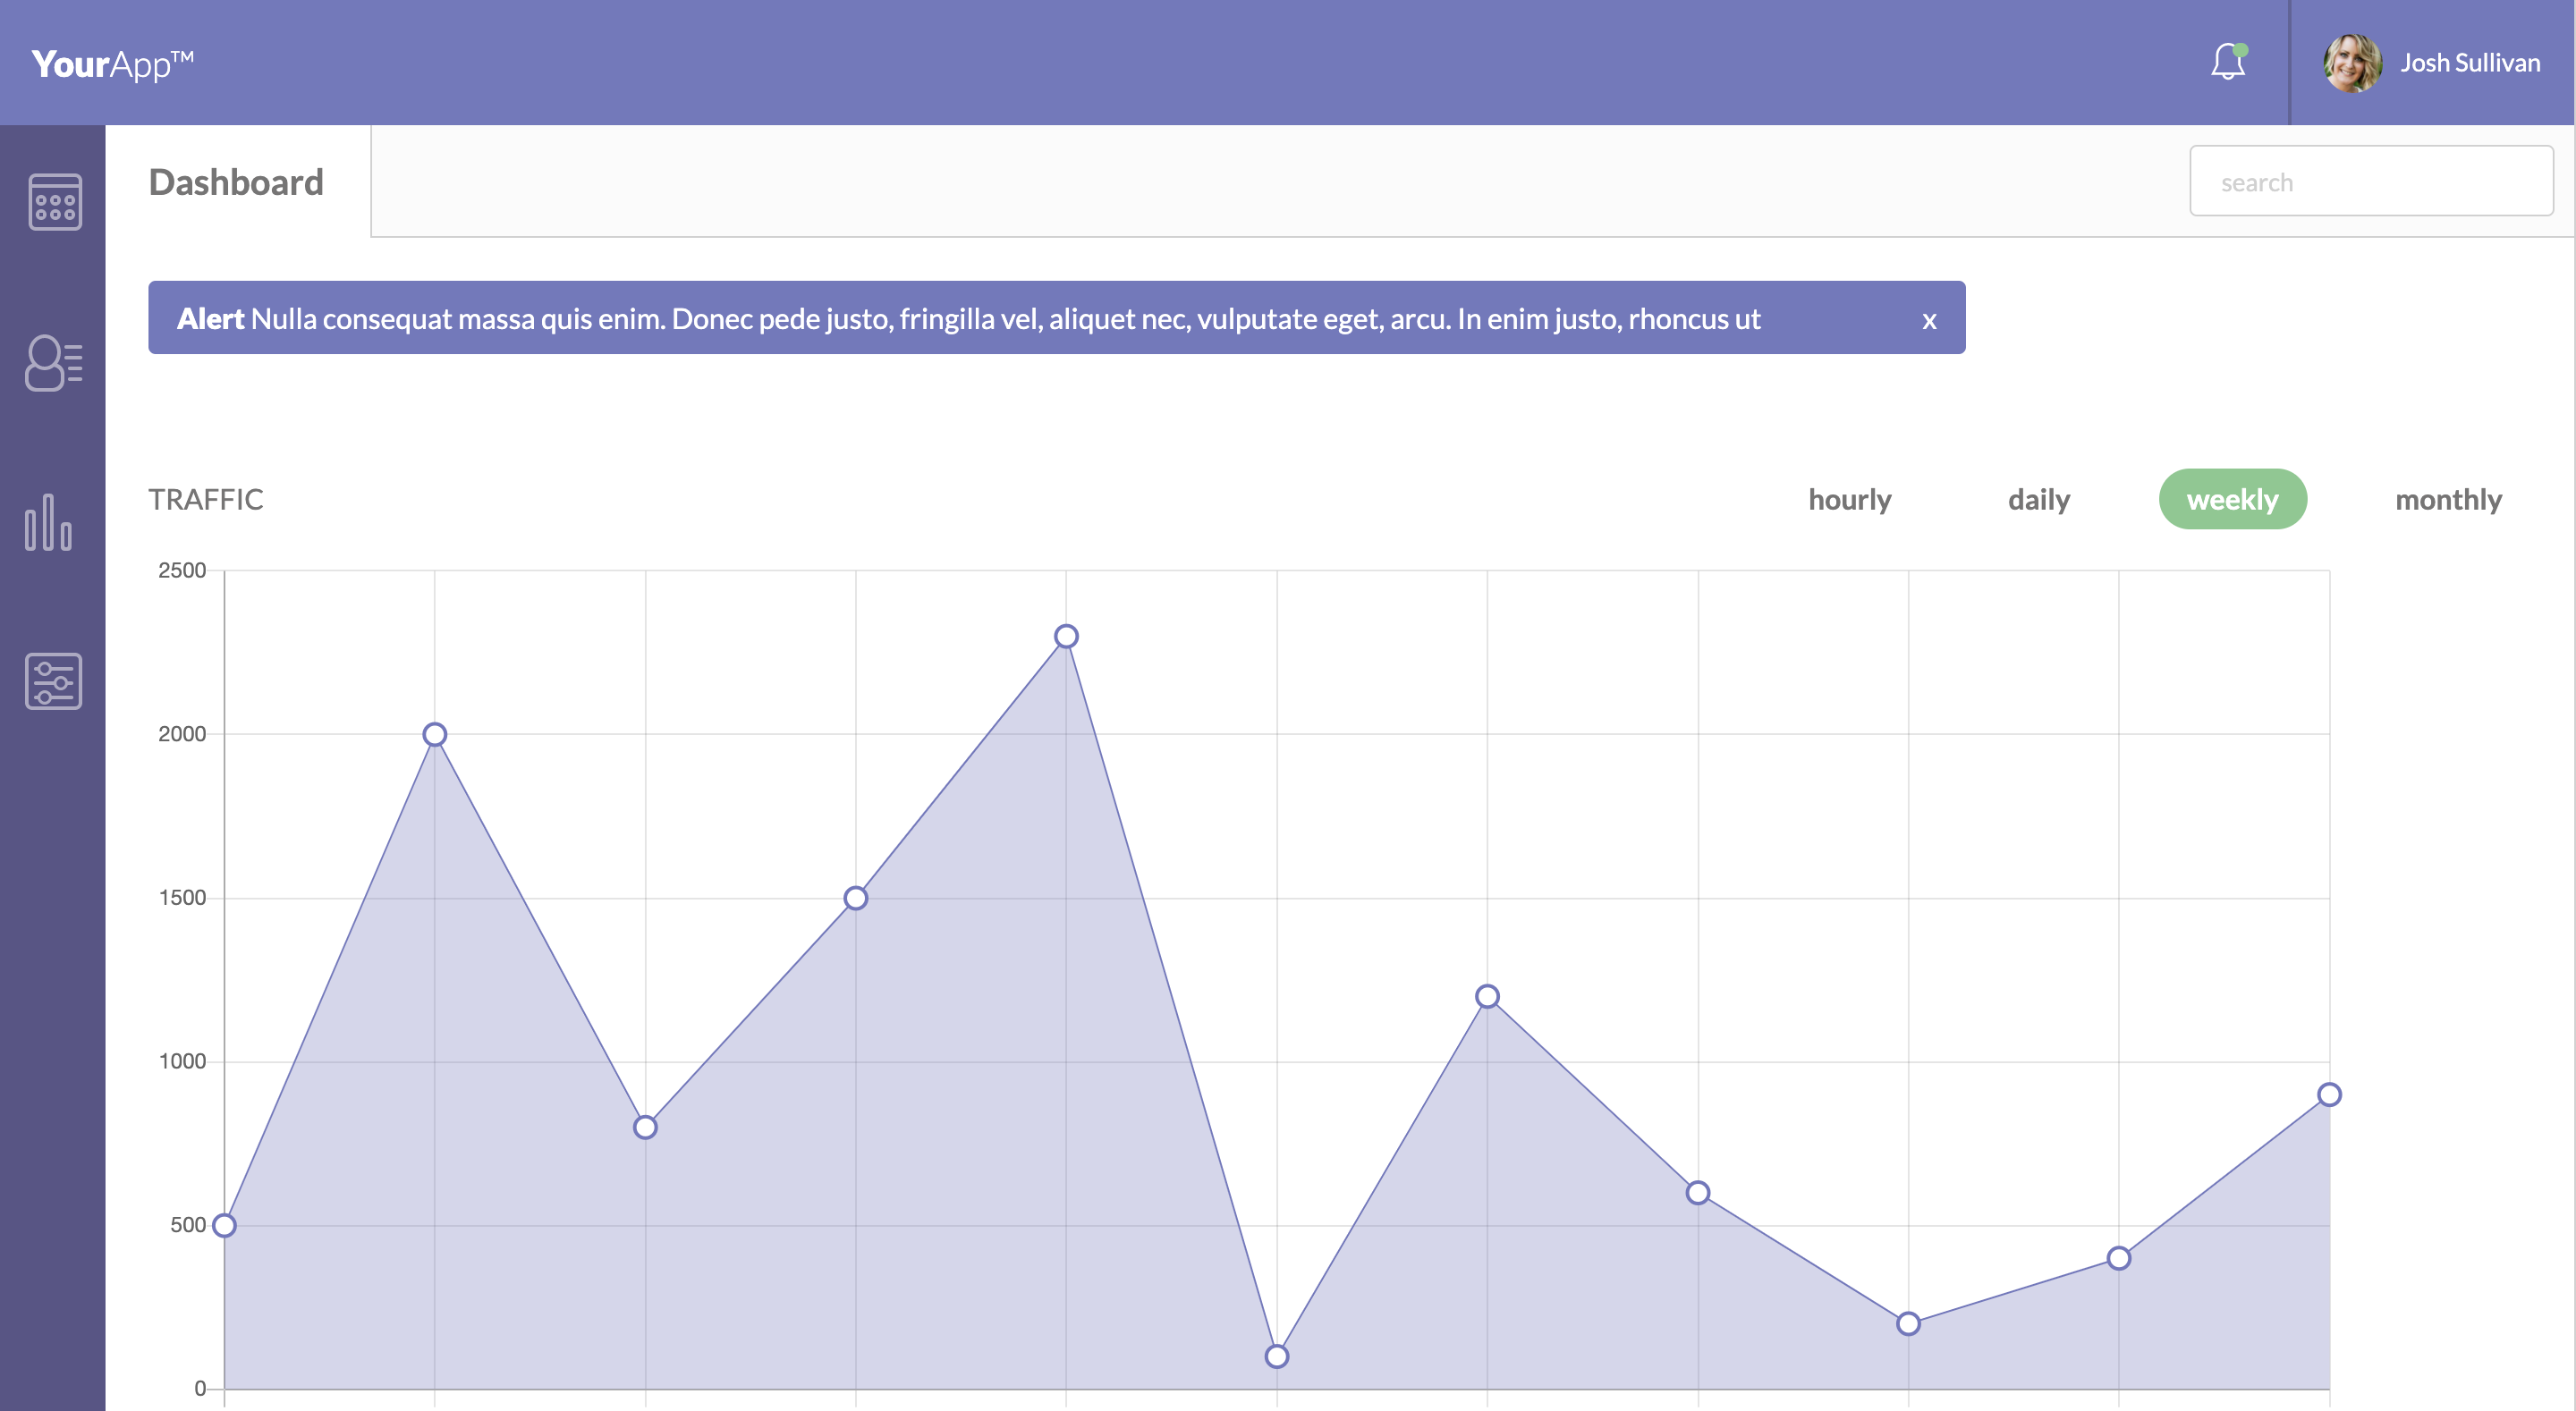 YourApp™
Josh Sullivan
Dashboard
search
Alert Nulla consequat massa quis enim. Donec pede justo, fringilla vel, aliquet nec, vulputate eget, arcu. In enim justo, rhoncus ut x
TRAFFIC
hourly daily weekly monthly
2500
2000
1500
1000
500
0